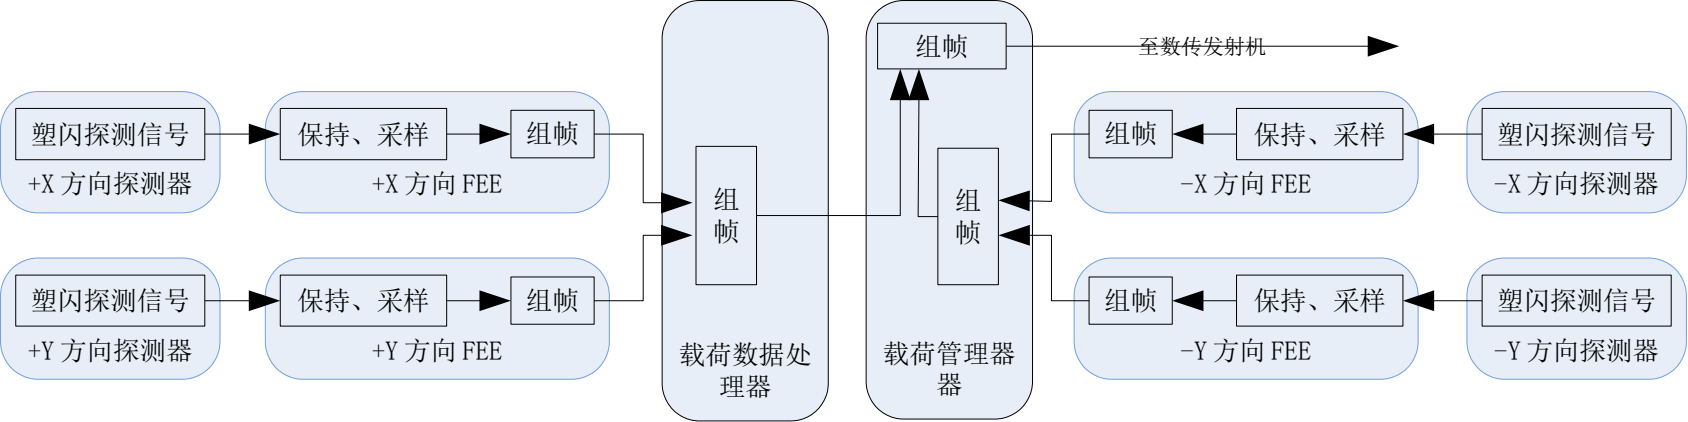 组帧
至数传发射机
塑闪探测信号
保持、采样
组帧
组帧
保持、采样
塑闪探测信号
+X 方向探测器
+X 方向 FEE
-X 方向 FEE
-X 方向探测器
组
帧
组
帧
塑闪探测信号
保持、采样
组帧
组帧
保持、采样
塑闪探测信号
+Y 方向探测器
+Y 方向 FEE
载荷数据处
理器
载荷管理器
器
-Y 方向 FEE
-Y 方向探测器